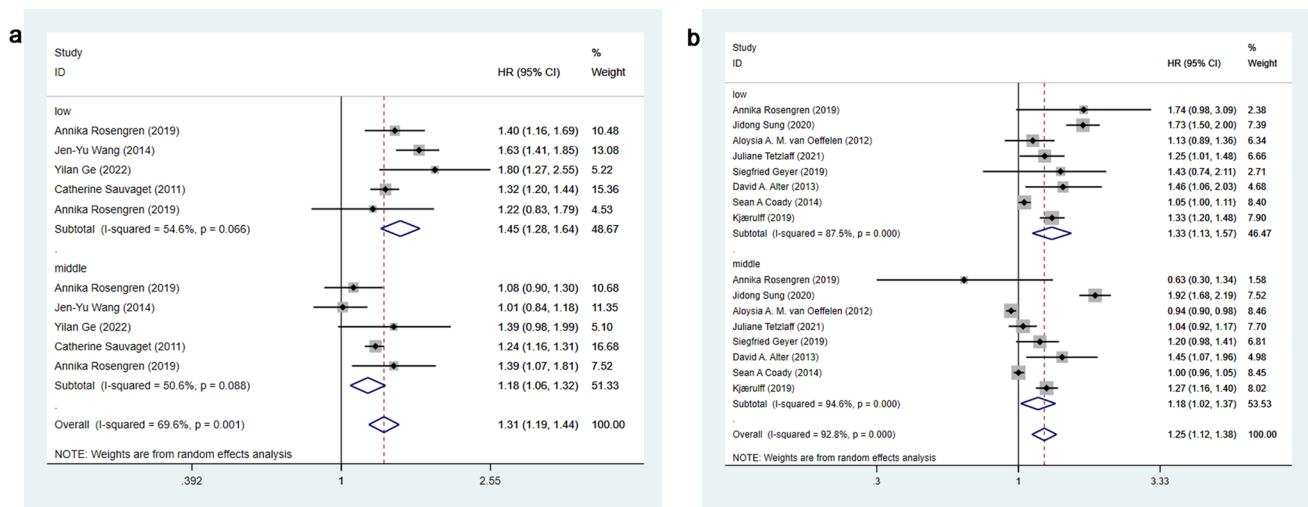 a
Study %
ID HR (95% CI) Weight
low
Annika Rosengren (2019) 1.40 (1.16, 1.69) 10.48
Jen-Yu Wang (2014) 1.63 (1.41, 1.85) 13.08
Yilan Ge (2022) 1.80 (1.27, 2.55) 5.22
Catherine Sauvaget (2011) 1.32 (1.20, 1.44) 15.36
Annika Rosengren (2019) 1.22 (0.83, 1.79) 4.53
Subtotal (I-squared = 54.6%, p = 0.066) 1.45 (1.28, 1.64) 48.67
.
middle
Annika Rosengren (2019) 1.08 (0.90, 1.30) 10.68
Jen-Yu Wang (2014) 1.01 (0.84, 1.18) 11.35
Yilan Ge (2022) 1.39 (0.98, 1.99) 5.10
Catherine Sauvaget (2011) 1.24 (1.16, 1.31) 16.68
Annika Rosengren (2019) 1.39 (1.07, 1.81) 7.52
Subtotal (I-squared = 50.6%, p = 0.088) 1.18 (1.06, 1.32) 51.33
.
Overall (I-squared = 69.6%, p = 0.001) 1.31 (1.19, 1.44) 100.00
NOTE: Weights are from random effects analysis
.392 1 2.55
b
Study %
ID HR (95% CI) Weight
low
Annika Rosengren (2019) 1.74 (0.98, 3.09) 2.38
Jidong Sung (2020) 1.73 (1.50, 2.00) 7.39
Aloysia A. M. van Oeffelen (2012) 1.13 (0.89, 1.36) 6.34
Juliane Tetzlaff (2021) 1.25 (1.01, 1.48) 6.66
Siegfried Geyer (2019) 1.43 (0.74, 2.11) 2.71
David A. Alter (2013) 1.46 (1.06, 2.03) 4.68
Sean A Coady (2014) 1.05 (1.00, 1.11) 8.40
Kjærulff (2019) 1.33 (1.20, 1.48) 7.90
Subtotal (I-squared = 87.5%, p = 0.000) 1.33 (1.13, 1.57) 46.47
.
middle
Annika Rosengren (2019) 0.63 (0.30, 1.34) 1.58
Jidong Sung (2020) 1.92 (1.68, 2.19) 7.52
Aloysia A. M. van Oeffelen (2012) 0.94 (0.90, 0.98) 8.46
Juliane Tetzlaff (2021) 1.04 (0.92, 1.17) 7.70
Siegfried Geyer (2019) 1.20 (0.98, 1.41) 6.81
David A. Alter (2013) 1.45 (1.07, 1.96) 4.98
Sean A Coady (2014) 1.00 (0.96, 1.05) 8.45
Kjærulff (2019) 1.27 (1.16, 1.40) 8.02
Subtotal (I-squared = 94.6%, p = 0.000) 1.18 (1.02, 1.37) 53.53
.
Overall (I-squared = 92.8%, p = 0.000) 1.25 (1.12, 1.38) 100.00
NOTE: Weights are from random effects analysis
.3 1 3.33